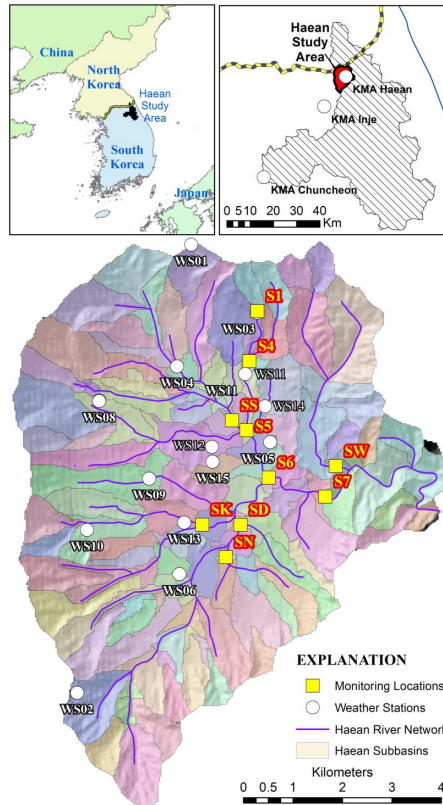 China
North
Korea
Haean
Study
Area
South
Korea
Japan
Haean
Study
Area
KMA Haean
KMA Inje
KMA Chuncheon
0 5 10 20 30 40
Km
WS01
S1
WS03
S4
WS04
WS11
WS11
WS08
WS14
SS
S5
WS12
WS05
WS15
S6
SW
WS09
S7
SK
SD
WS13
WS10
SN
WS06
WS02
EXPLANATION
Monitoring Locations
Weather Stations
Haean River Network
Haean Subbasins
Kilometers
0 0.5 1 2 3 4